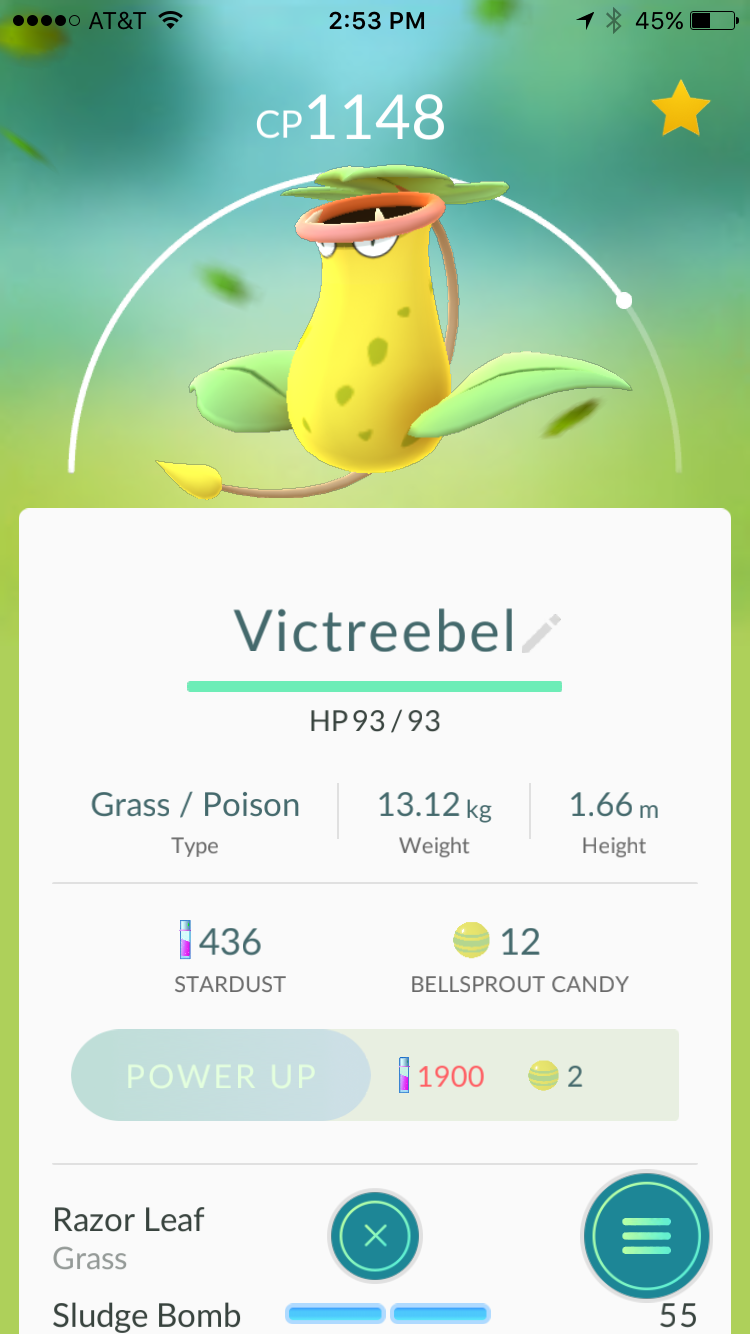 AT&T 2:53 PM 45%
CP1148
Victreebel
HP 93 / 93
Grass / Poison 13.12 kg 1.66 m
Type Weight Height
436 12
STARDUST BELLSPROUT CANDY
POWER UP 1900 2
Razor Leaf
Grass
Sludge Bomb 55